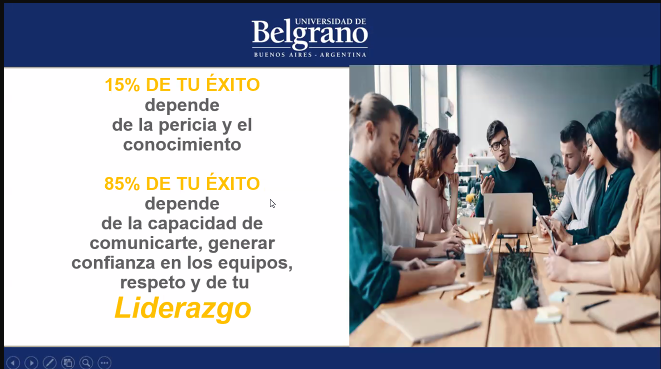 UNIVERSIDAD DE
Belgrano
BUENOS AIRES - ARGENTINA
15% DE TU ÉXITO
depende
de la pericia y el
conocimiento
85% DE TU ÉXITO
depende
de la capacidad de
comunicarte, generar
confianza en los equipos,
respeto y de tu
Liderazgo